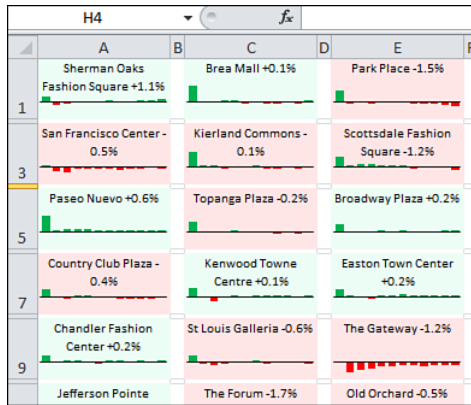 H4 fx
A B C D E F
Sherman Oaks Brea Mall +0.1% Park Place -1.5%
Fashion Square +1.1%
1
San Francisco Center - Kierland Commons - Scottsdale Fashion
0.5% 0.1% Square -1.2%
3
Paseo Nuevo +0.6% Topanga Plaza -0.2% Broadway Plaza +0.2%
5
Country Club Plaza - Kenwood Towne Easton Town Center
0.4% Centre +0.1% +0.2%
7
Chandler Fashion St Louis Galleria -0.6% The Gateway -1.2%
Center +0.2%
9
Jefferson Pointe The Forum -1.7% Old Orchard -0.5%